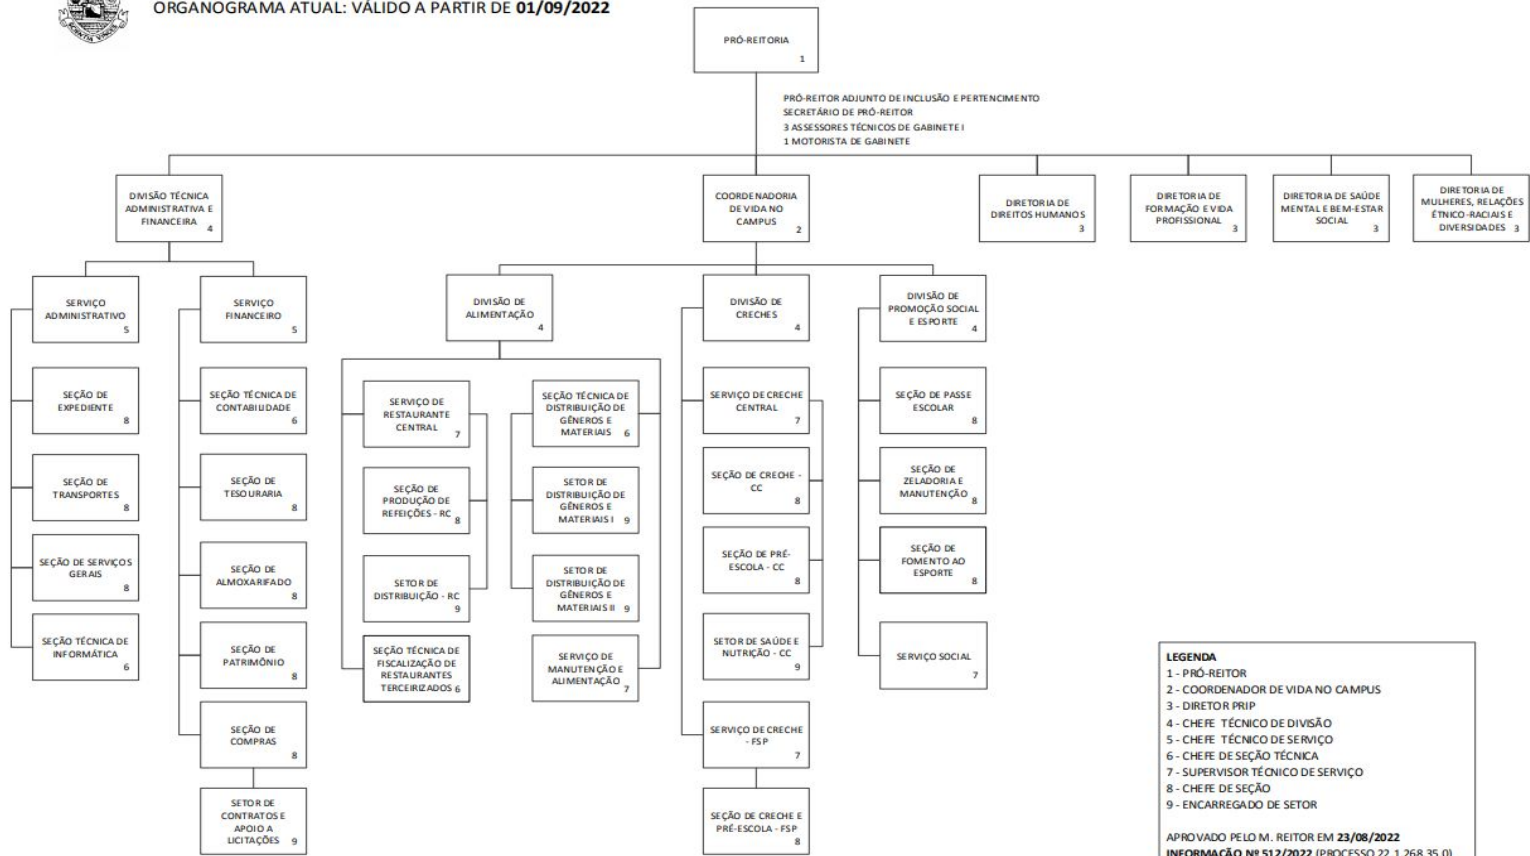 ORGANOGRAMA ATUAL: VÁLIDO A PARTIR DE 01/09/2022
SCIENTIA VINCES
PRÓ-REITORIA
1
PRÓ-REITOR ADJUNTO DE INCLUSÃO E PERTENCIMENTO
SECRETÁRIO DE PRÓ-REITOR
3 ASSESSORES TÉCNICOS DE GABINETE I
1 MOTORISTA DE GABINETE
DIVISÃO TÉCNICA
ADMINISTRATIVA E
FINANCEIRA 4
COORDENADORIA
DE VIDA NO
CAMPUS
2
DIRETORIA DE
DIREITOS HUMANOS
3
DIRETORIA DE
FORMAÇÃO E VIDA
PROFISSIONAL
3
DIRETORIA DE SAÚDE
MENTAL E BEM-ESTAR
SOCIAL
3
DIRETORIA DE
MULHERES, RELAÇÕES
ÉTNICO-RACIAIS E
DIVERSIDADES 3
SERVIÇO
ADMINISTRATIVO
5
SEÇÃO DE
EXPEDIENTE
8
SEÇÃO DE
TRANSPORTES
8
SEÇÃO DE SERVIÇOS
GERAIS
8
SEÇÃO TÉCNICA DE
INFORMÁTICA
6
SERVIÇO
FINANCEIRO
5
SEÇÃO TÉCNICA DE
CONTABILIDADE
6
SEÇÃO DE
TESOURARIA
8
SEÇÃO DE
ALMOXARIFADO
8
SEÇÃO DE
PATRIMÔNIO
8
SEÇÃO DE
COMPRAS
8
SETOR DE
CONTRATOS E
APOIO A
LICITAÇÕES 9
DIVISÃO DE
ALIMENTAÇÃO
4
SERVIÇO DE
RESTAURANTE
CENTRAL
7
SEÇÃO DE
PRODUÇÃO DE
REFEIÇÕES - RC
8
SETOR DE
DISTRIBUIÇÃO - RC
9
SEÇÃO TÉCNICA DE
FISCALIZAÇÃO DE
RESTAURANTES
TERCEIRIZADOS 6
SEÇÃO TÉCNICA DE
DISTRIBUIÇÃO DE
GÊNEROS E
MATERIAIS 6
SETOR DE
DISTRIBUIÇÃO DE
GÊNEROS E
MATERIAIS I 9
SETOR DE
DISTRIBUIÇÃO DE
GÊNEROS E
MATERIAIS II 9
SERVIÇO DE
MANUTENÇÃO E
ALIMENTAÇÃO
7
DIVISÃO DE
CRECHES
4
SERVIÇO DE CRECHE
CENTRAL
7
SEÇÃO DE CRECHE -
CC
8
SEÇÃO DE PRÉ-
ESCOLA - CC
8
SETOR DE SAÚDE E
NUTRIÇÃO - CC
9
SERVIÇO DE CRECHE
- FSP
7
SEÇÃO DE CRECHE E
PRÉ-ESCOLA - FSP
8
DIVISÃO DE
PROMOÇÃO SOCIAL
E ESPORTE
4
SEÇÃO DE PASSE
ESCOLAR
8
SEÇÃO DE
ZELADORIA E
MANUTENÇÃO
8
SEÇÃO DE
FOMENTO AO
ESPORTE
8
SERVIÇO SOCIAL
7
LEGENDA
1 - PRÓ-REITOR
2 - COORDENADOR DE VIDA NO CAMPUS
3 - DIRETOR PRIP
4 - CHEFE TÉCNICO DE DIVISÃO
5 - CHEFE TÉCNICO DE SERVIÇO
6 - CHEFE DE SEÇÃO TÉCNICA
7 - SUPERVISOR TÉCNICO DE SERVIÇO
8 - CHEFE DE SEÇÃO
9 - ENCARREGADO DE SETOR
APROVADO PELO M. REITOR EM 23/08/2022
INFORMAÇÃO Nº 512/2022 (PROCESSO 22.1.268.35.0)